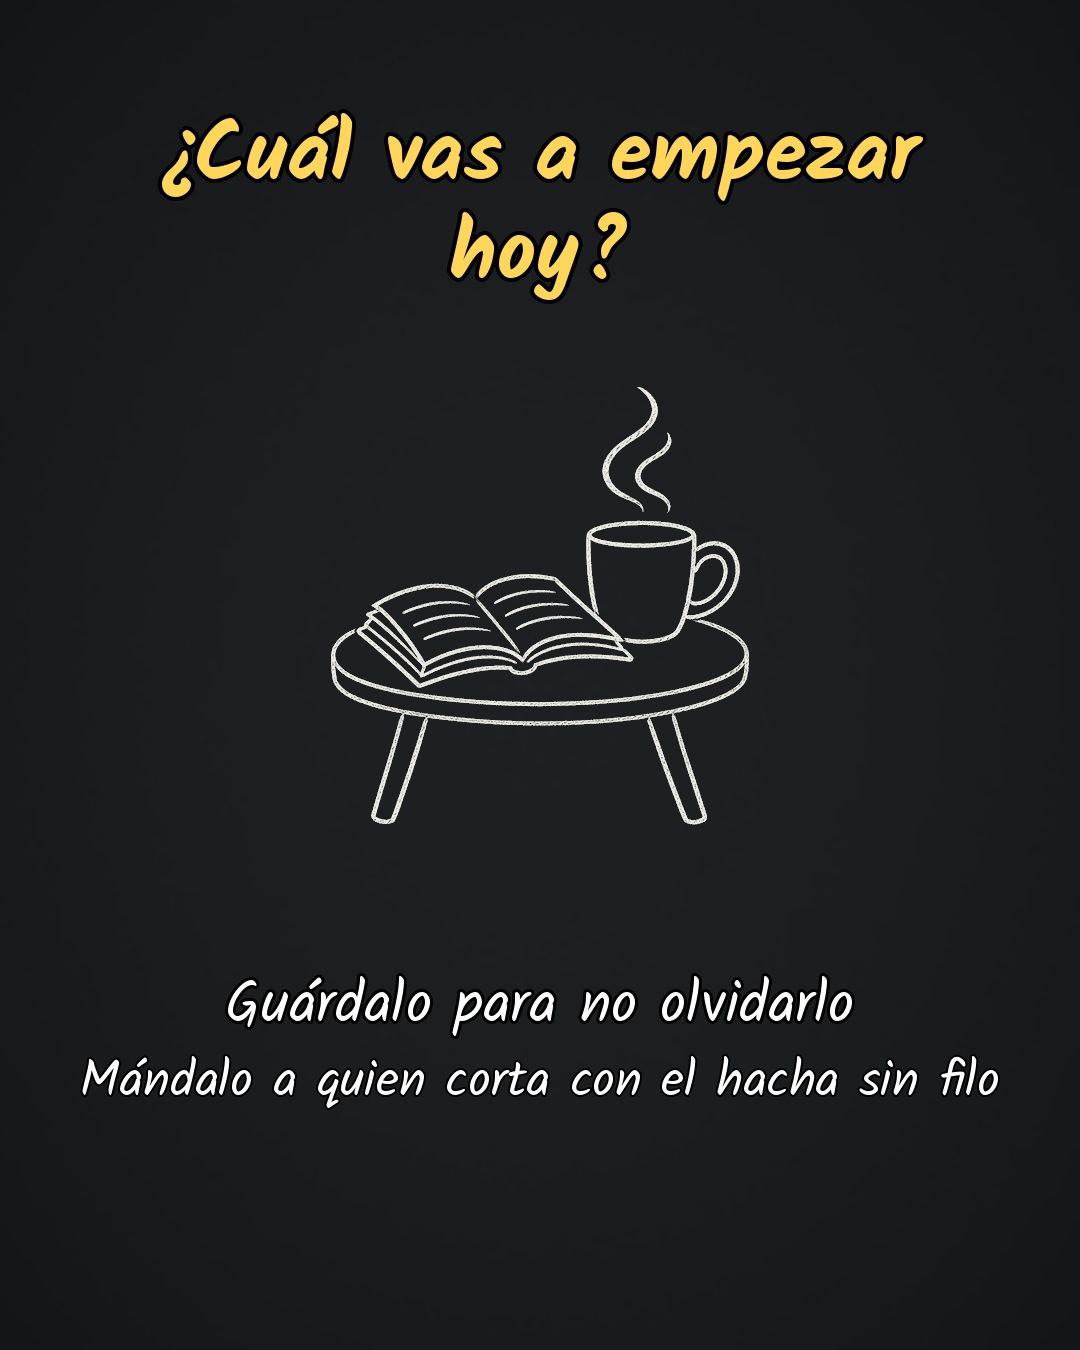 ¿Cuál vas a empezar
hoy?
Guárdalo para no olvidarlo
Mándalo a quien corta con el hacha sin filo